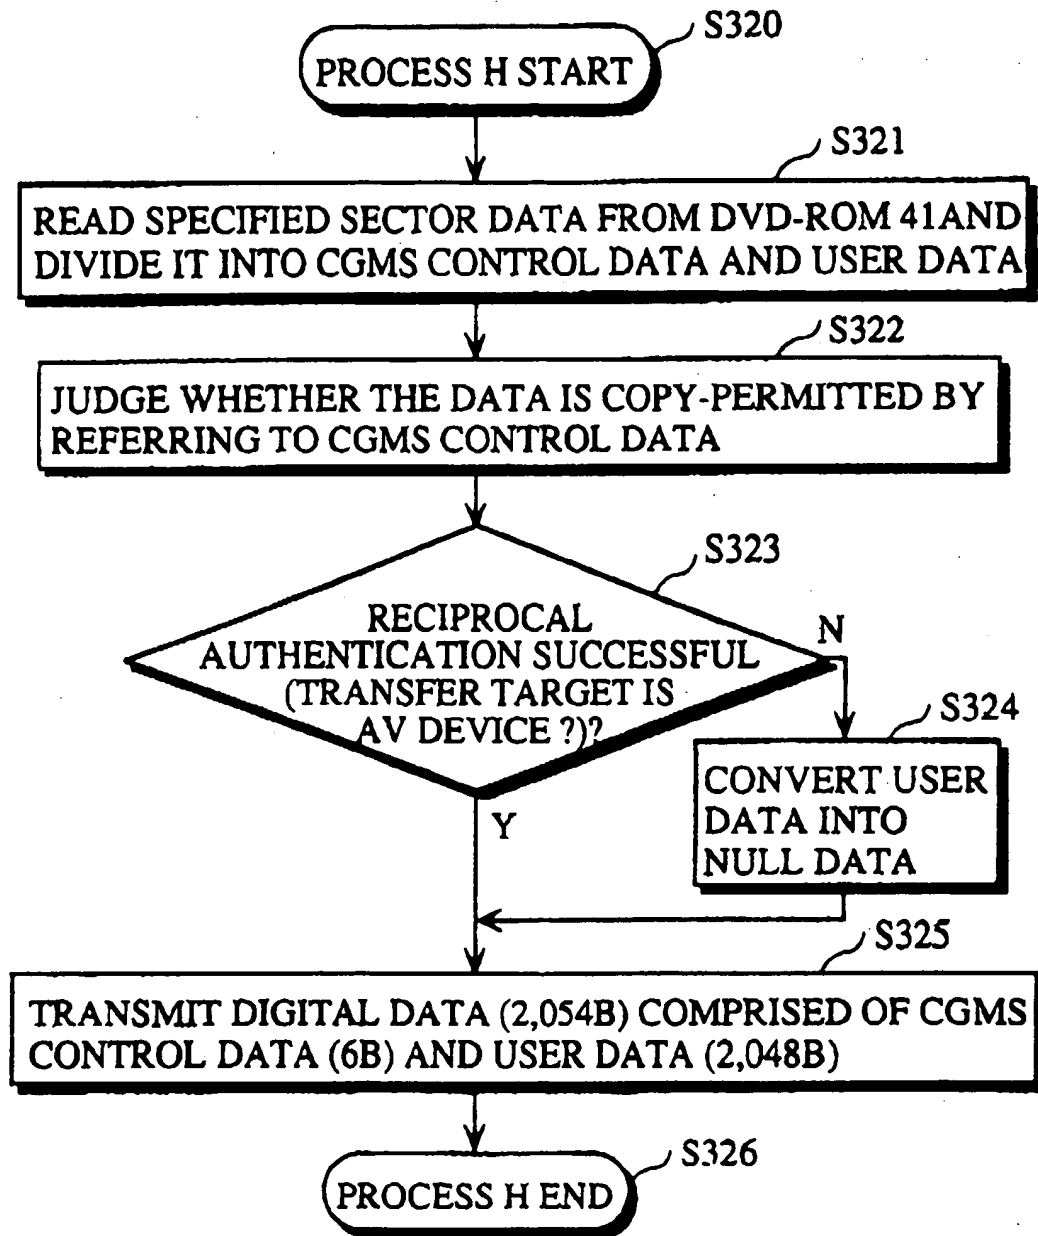 S320
PROCESS H START
S321
READ SPECIFIED SECTOR DATA FROM DVD-ROM 41AND
DIVIDE IT INTO CGMS CONTROL DATA AND USER DATA
S322
JUDGE WHETHER THE DATA IS COPY-PERMITTED BY
REFERRING TO CGMS CONTROL DATA
S323
RECIPROCAL
AUTHENTICATION SUCCESSFUL
(TRANSFER TARGET IS
AV DEVICE ?)?
N
Y
S324
CONVERT USER
DATA INTO
NULL DATA
S325
TRANSMIT DIGITAL DATA (2,054B) COMPRISED OF CGMS
CONTROL DATA (6B) AND USER DATA (2,048B)
S326
PROCESS H END